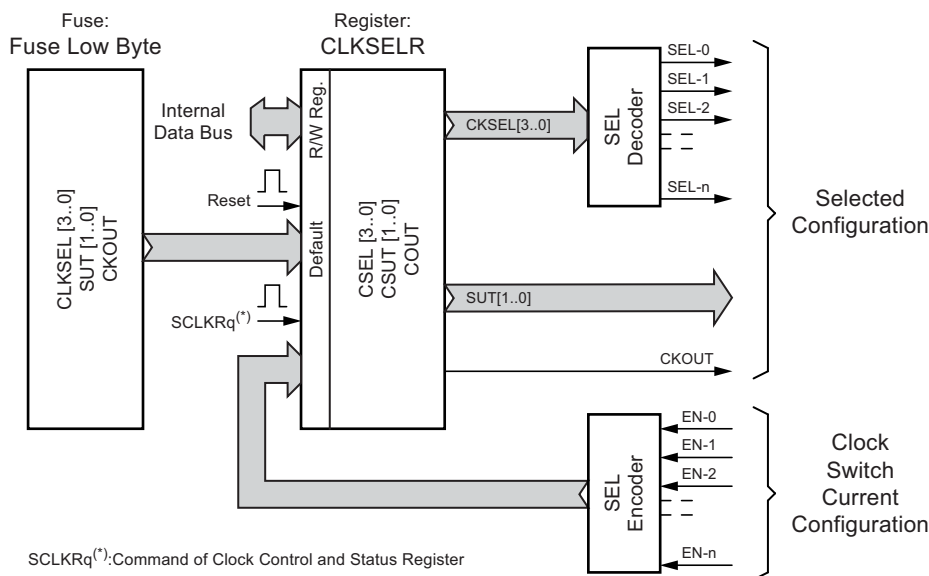 Fuse:
Fuse Low Byte
Register:
CLKSELR
CLKSEL [3..0]
SUT [1..0]
CKOUT
Internal
Data Bus
Reset
SCLKRq(*)
R/W Reg.
Default
CSEL [3..0]
CSUT [1..0]
COUT
CKSEL[3..0]
SUT[1..0]
CKOUT
SEL
Decoder
SEL-0
SEL-1
SEL-2
SEL-n
Selected
Configuration
SEL
Encoder
EN-0
EN-1
EN-2
EN-n
Clock
Switch
Current
Configuration
SCLKRq(*):Command of Clock Control and Status Register